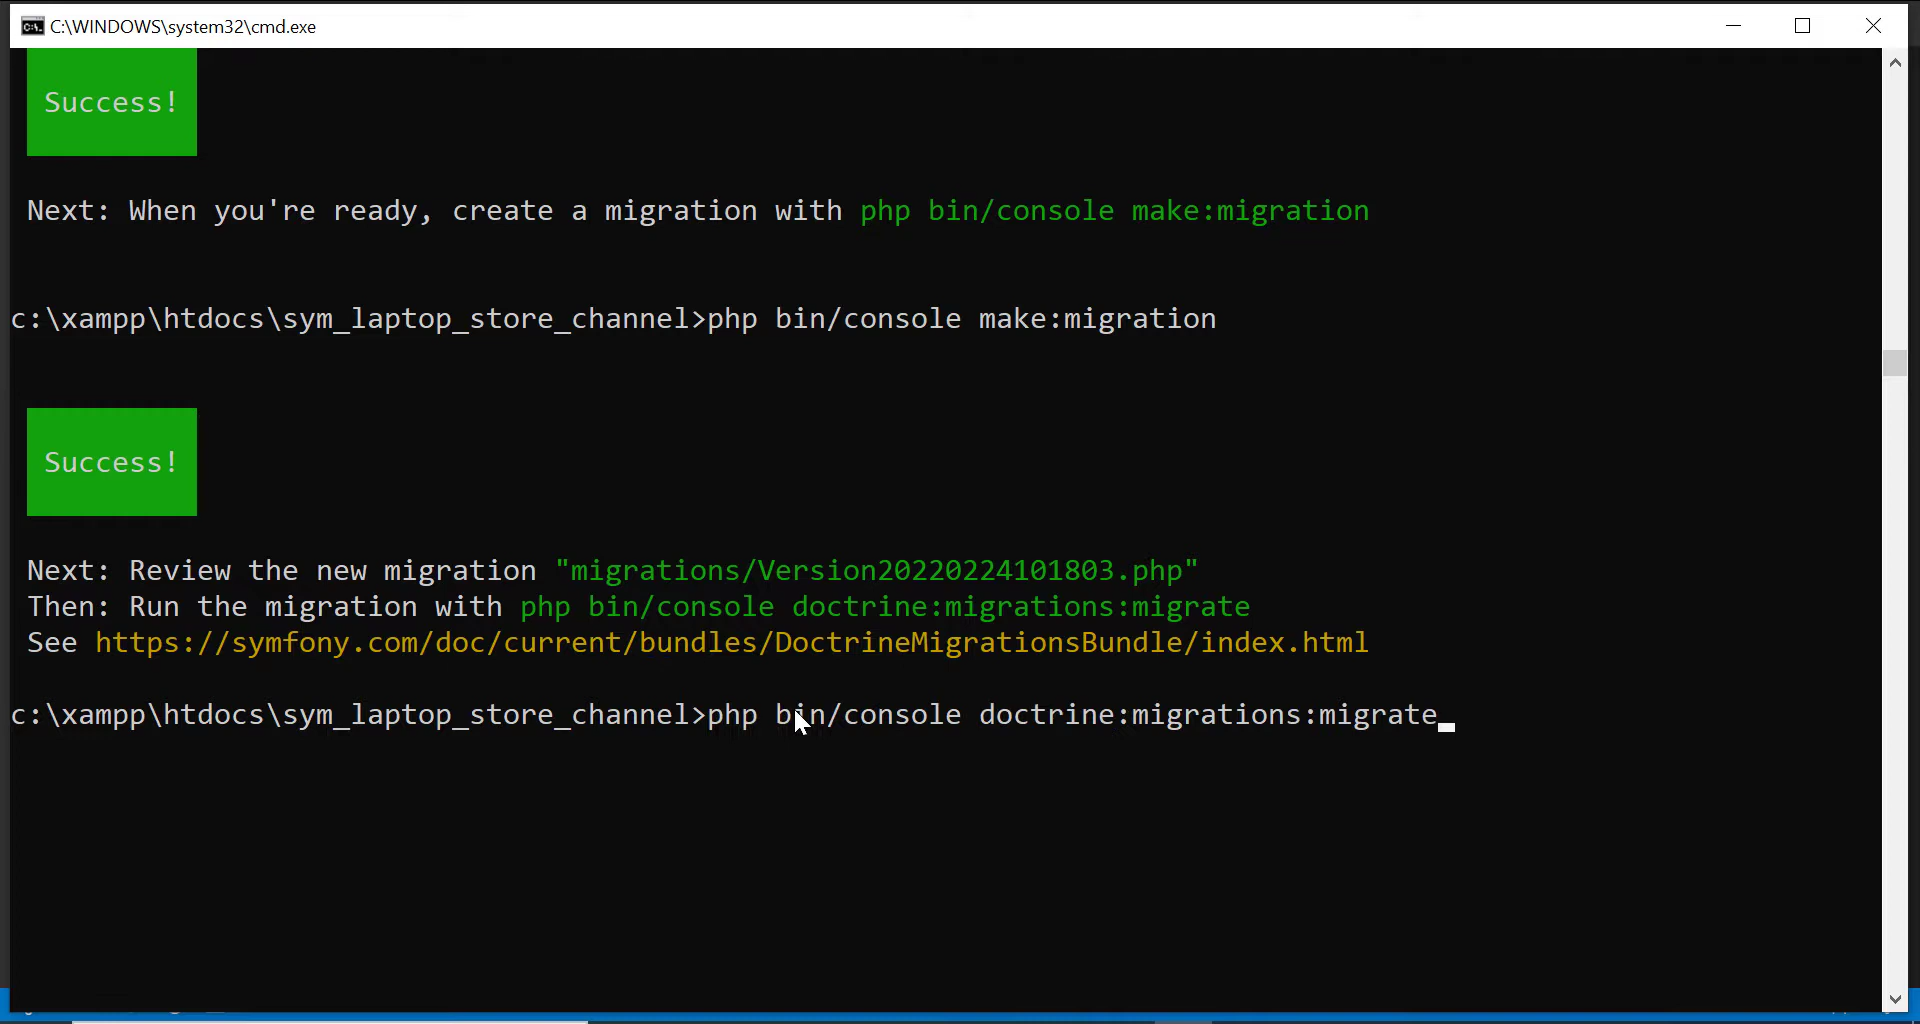 C:\WINDOWS\system32\cmd.exe
Success!
Next: When you're ready, create a migration with php bin/console make:migration
c:\xampp\htdocs\sym_laptop_store_channel>php bin/console make:migration
Success!
Next: Review the new migration "migrations/Version20220224101803.php"
Then: Run the migration with php bin/console doctrine:migrations:migrate
See https://symfony.com/doc/current/bundles/DoctrineMigrationsBundle/index.html
c:\xampp\htdocs\sym_laptop_store_channel>php bin/console doctrine:migrations:migrate